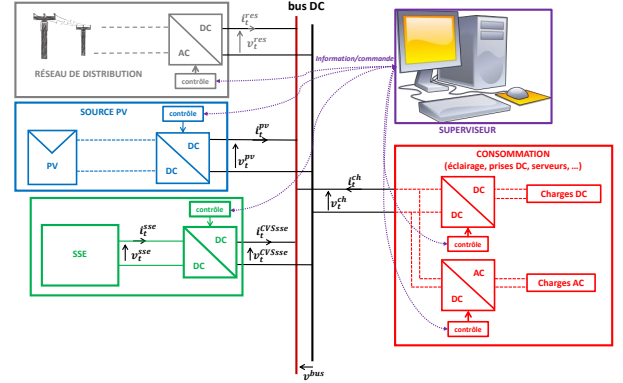 bus DC
i_t^res
v_t^res
DC
AC
RÉSEAU DE DISTRIBUTION
contrôle
Information/commande
SUPERVISEUR
SOURCE PV
contrôle
i_t^pv
v_t^pv
PV
DC
DC
contrôle
i_t^sse
v_t^sse
SSE
DC
DC
i_t^CVSsse
v_t^CVSsse
CONSOMMATION
(éclairage, prises DC, serveurs, ...)
i_t^ch
v_t^ch
DC
DC
Charges DC
contrôle
AC
DC
Charges AC
contrôle
v^bus